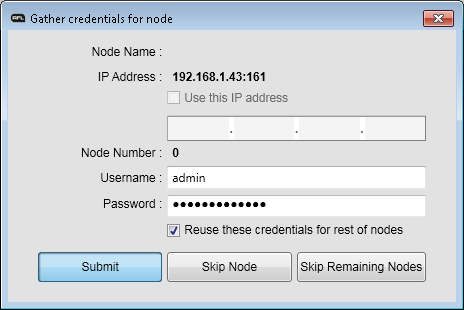 AFL Gather credentials for node
Node Name :
IP Address : 192.168.1.43:161
Use this IP address
. . .
Node Number : 0
Username : admin
Password : ●●●●●●●●●●●●●
Reuse these credentials for rest of nodes
Submit Skip Node Skip Remaining Nodes